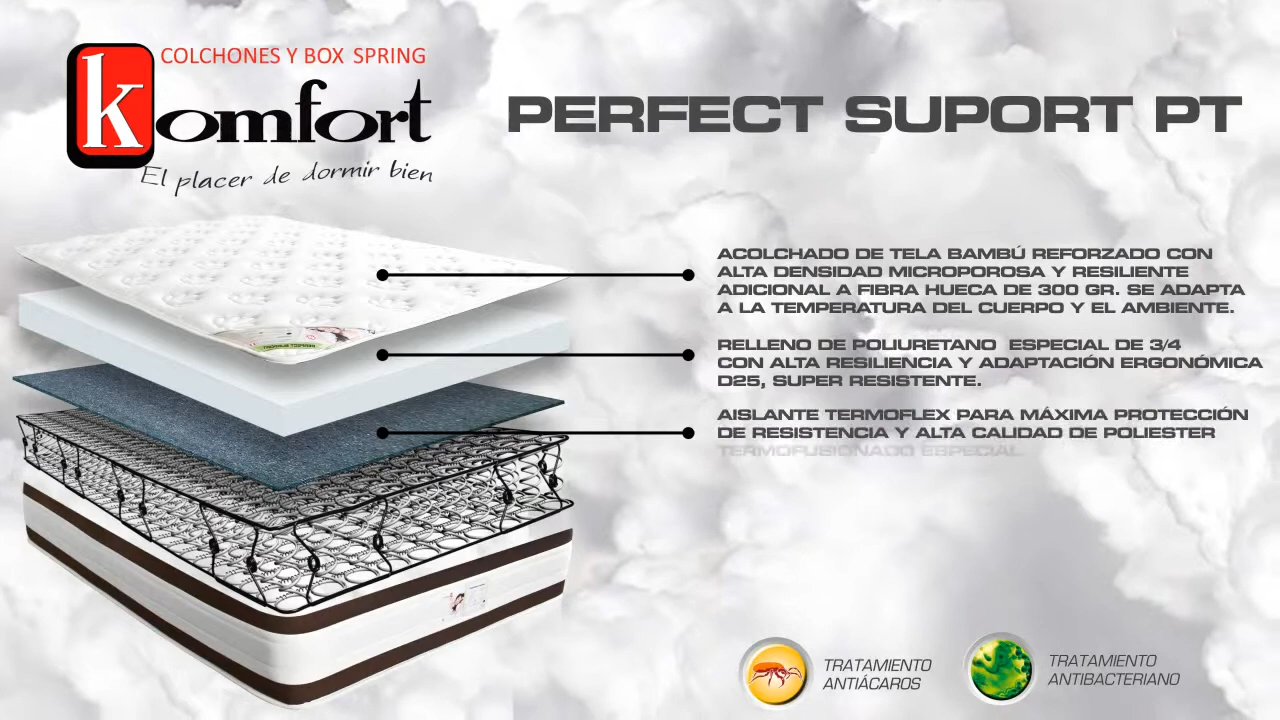 COLCHONES Y BOX SPRING
komfort
El placer de dormir bien
PERFECT SUPORT PT
ACOLCHADO DE TELA BAMBÚ REFORZADO CON
ALTA DENSIDAD MICROPOROSA Y RESILIENTE
ADICIONAL A FIBRA HUECA DE 300 GR. SE ADAPTA
A LA TEMPERATURA DEL CUERPO Y EL AMBIENTE.
RELLENO DE POLIURETANO ESPECIAL DE 3/4
CON ALTA RESILIENCIA Y ADAPTACIÓN ERGONÓMICA
D25, SUPER RESISTENTE.
AISLANTE TERMOFLEX PARA MÁXIMA PROTECCIÓN
DE RESISTENCIA Y ALTA CALIDAD DE POLIESTER
TERMOFUSIONADO ESPECIAL
TRATAMIENTO
ANTIÁCAROS
TRATAMIENTO
ANTIBACTERIANO